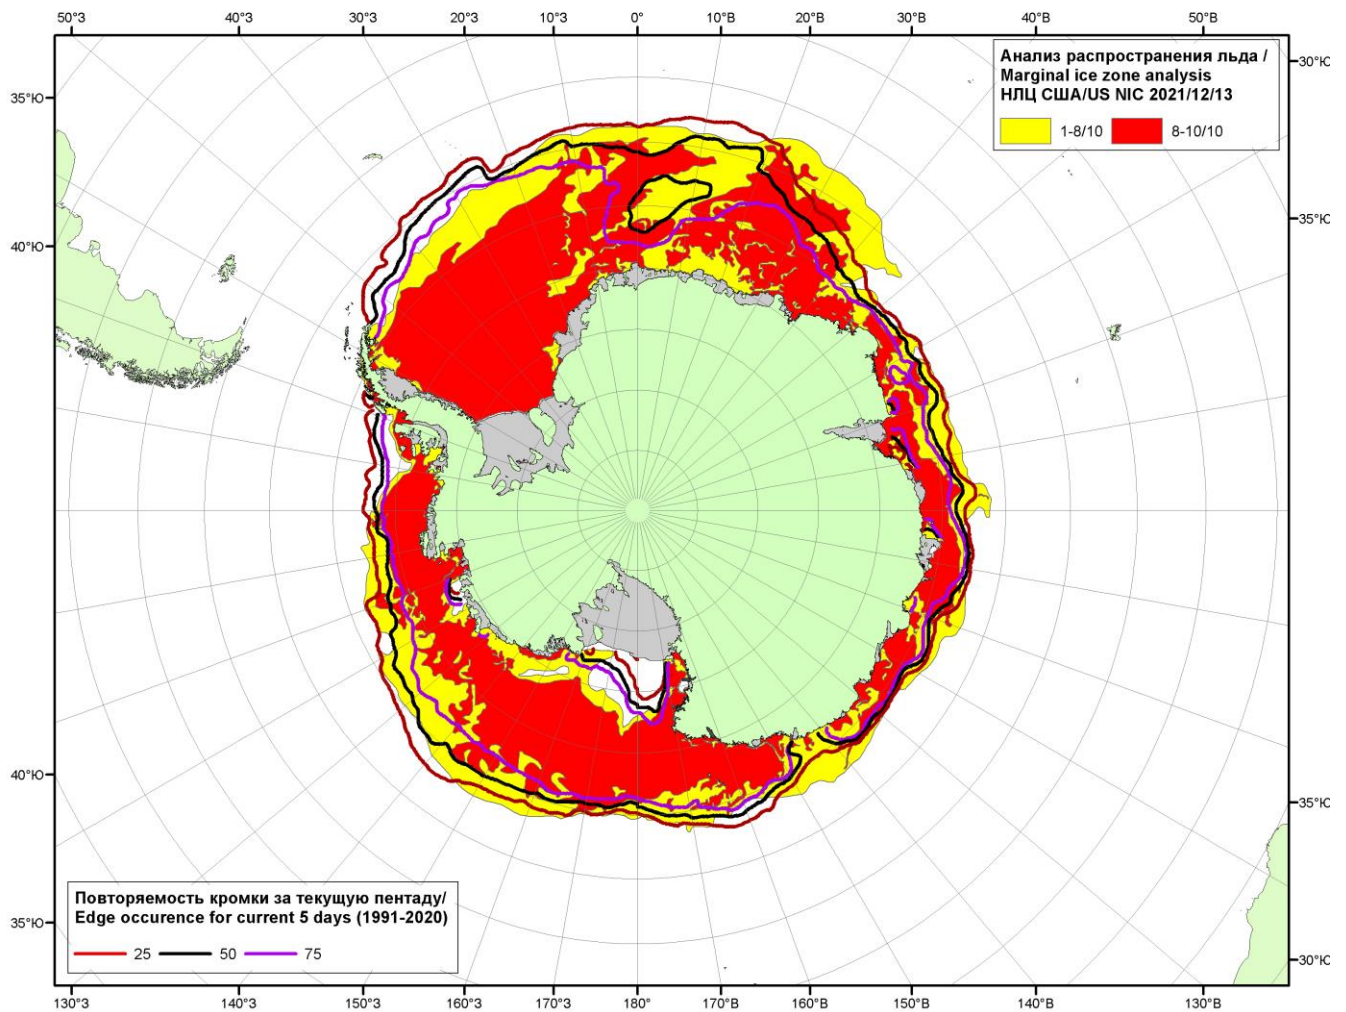 50°З 40°З 30°З 20°З 10°З 0° 10°В 20°В 30°В 40°В 50°В
Анализ распространения льда /
Marginal ice zone analysis
НЛЦ США/US NIC 2021/12/13
1-8/10 8-10/10
30°Ю
35°Ю
35°Ю
40°Ю
40°Ю
35°Ю
Повторяемость кромки за текущую пентаду/
Edge occurence for current 5 days (1991-2020)
25 50 75
35°Ю
30°Ю
130°З 140°З 150°З 160°З 170°З 180° 170°В 160°В 150°В 140°В 130°В